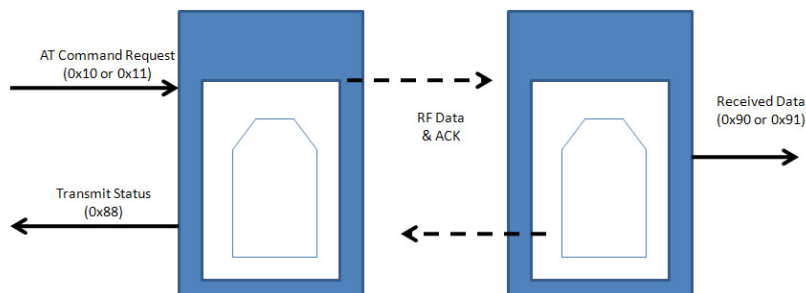 AT Command Request
(0x10 or 0x11)
RF Data
& ACK
Received Data
(0x90 or 0x91)
Transmit Status
(0x88)